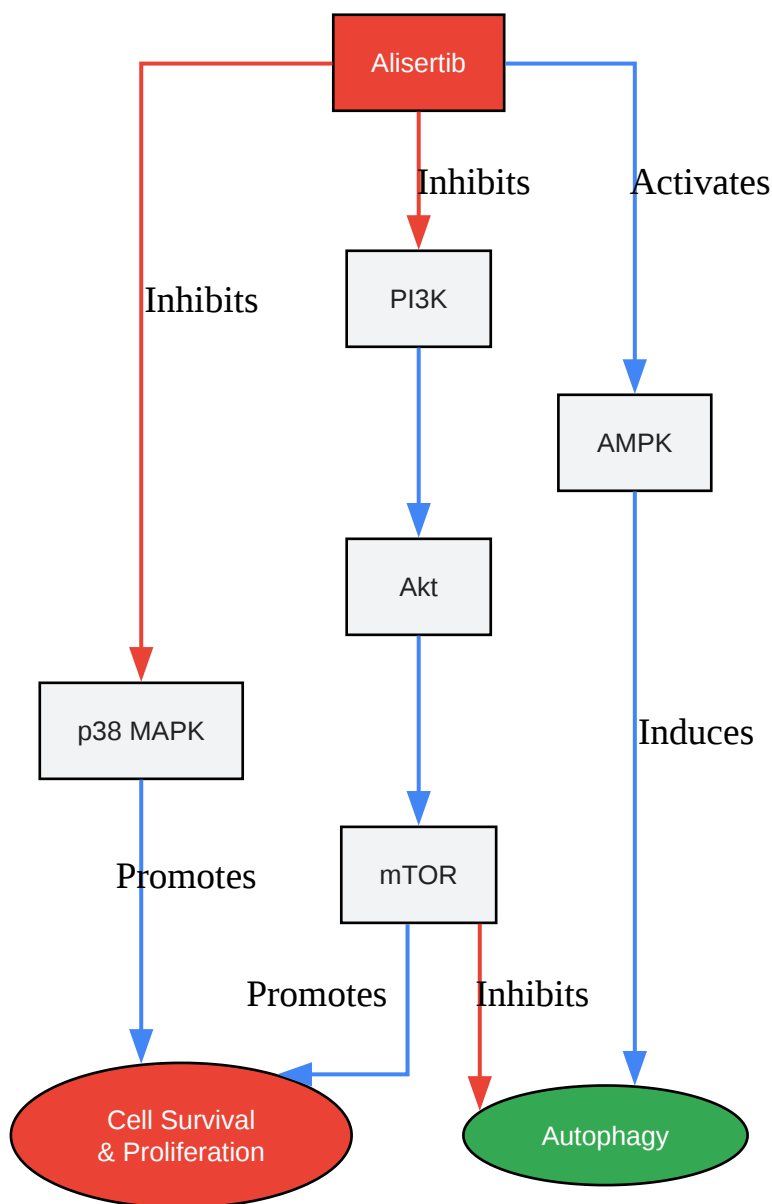 Alisertib
Inhibits
Activates
PI3K
Inhibits
AMPK
Akt
p38 MAPK
Induces
mTOR
Promotes
Promotes
Inhibits
Cell Survival
& Proliferation
Autophagy